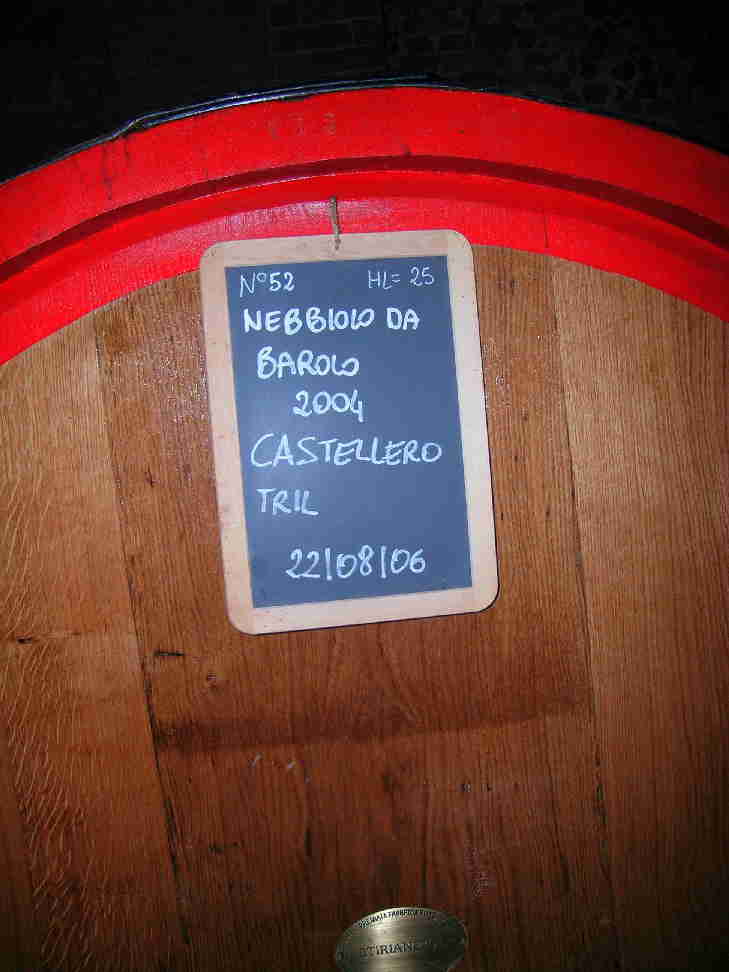 N°52 HL= 25
NEBBIOLO DA
BAROLO
2004
CASTELLERO
TRIL
22/08/06